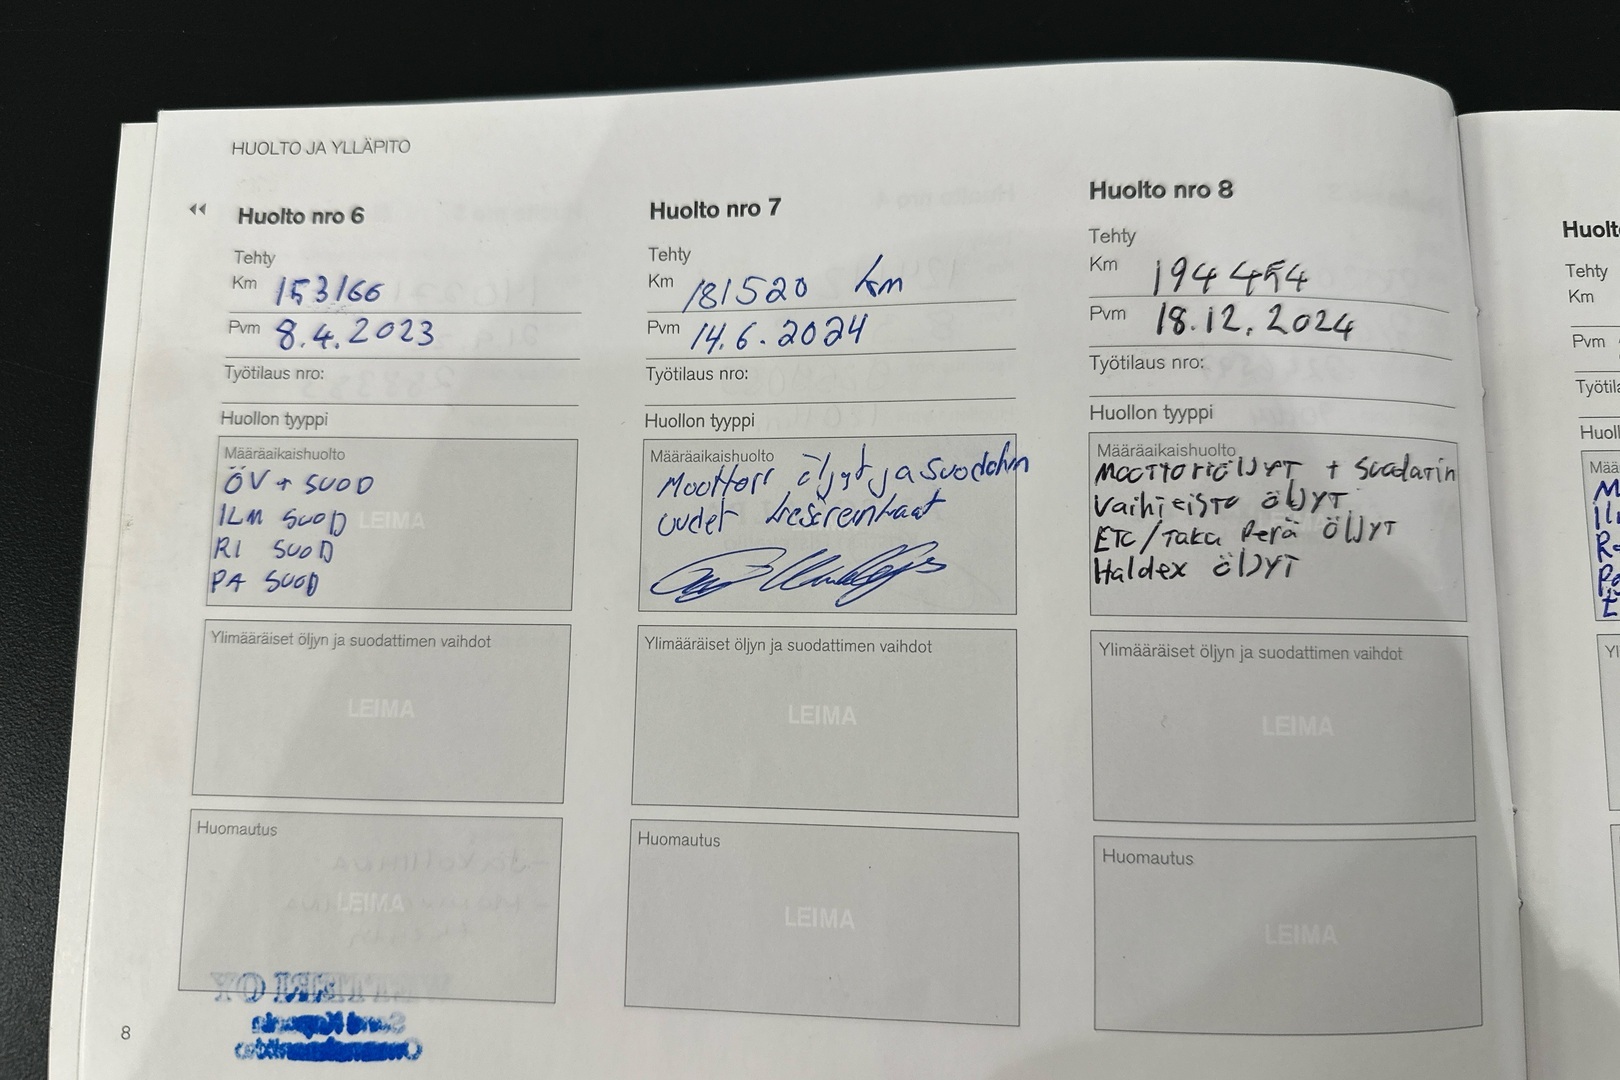 HUOLTO JA YLLÄPITO
Huolto nro 6
Tehty
Km 153166
Pvm 8.4.2023
Työtilaus nro:
Huollon tyyppi
Määräaikaishuolto
ÖV + SUOD
ILM SUOD
LEIMA
RI SUOD
PA SUOD
Ylimääräiset öljyn ja suodattimen vaihdot
LEIMA
Huomautus
LEIMA
8
Huolto nro 7
Tehty
Km 181520 km
Pvm 14.6.2024
Työtilaus nro:
Huollon tyyppi
Määräaikaishuolto
Moottori öljyt ja suodatin
uudet kesärenkaat
Ylimääräiset öljyn ja suodattimen vaihdot
LEIMA
Huomautus
LEIMA
Huolto nro 8
Tehty
Km 194454
Pvm 18.12.2024
Työtilaus nro:
Huollon tyyppi
Määräaikaishuolto
Moottoriöljyt + suodatin
Vaihteisto öljyt
ETC/Taka Perä öljyt
Haldex öljyt
Ylimääräiset öljyn ja suodattimen vaihdot
LEIMA
Huomautus
LEIMA
Huolt
Tehty
Km
Pvm